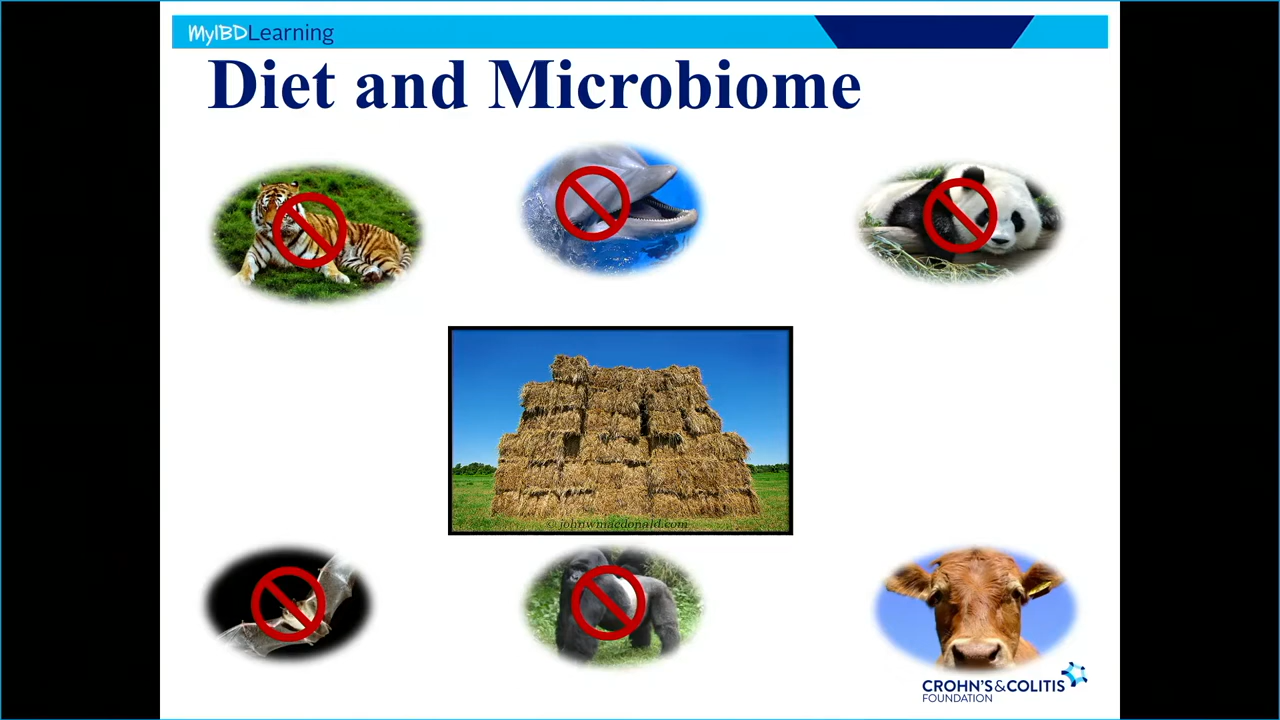 MyIBDLearning
Diet and Microbiome
© johnwmacdonald.com
CROHN'S&COLITIS
FOUNDATION